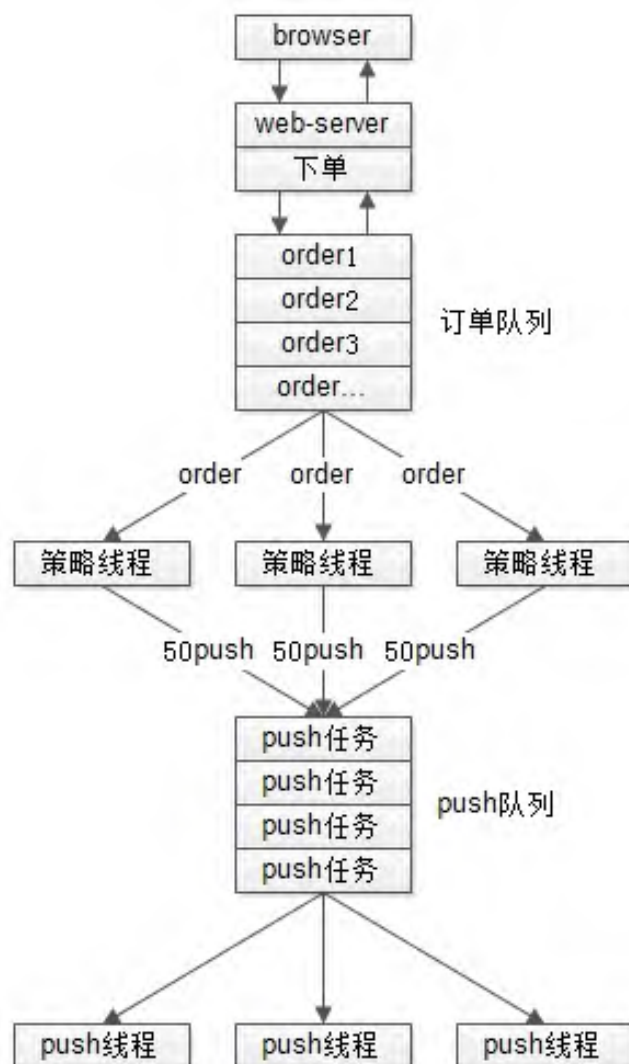 browser
web-server
下单
order1
order2
订单队列
order3
order...
order order order
策略线程 策略线程 策略线程
50push 50push 50push
push任务
push任务
push队列
push任务
push任务
push线程 push线程 push线程